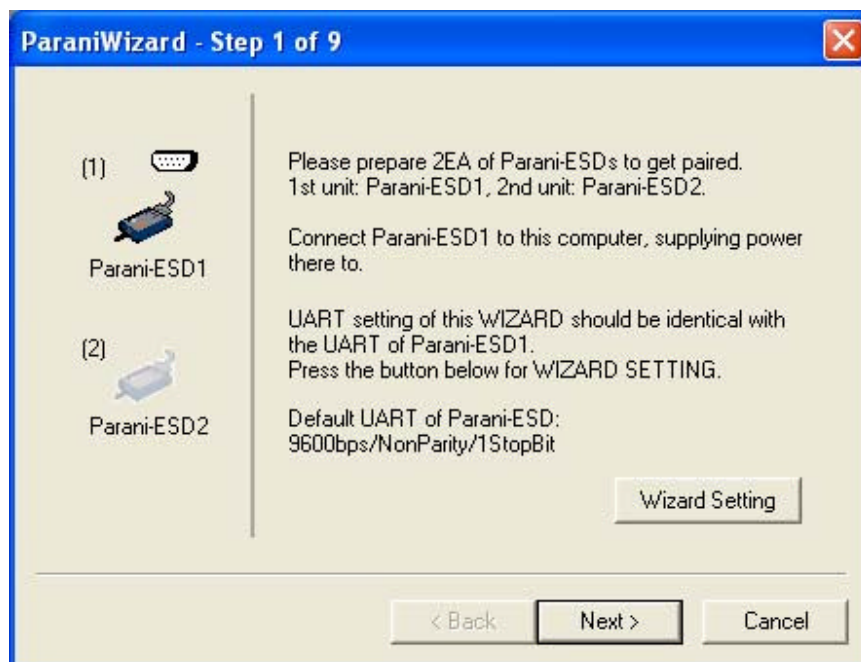 ParaniWizard - Step 1 of 9
(1)
Parani-ESD1
(2)
Parani-ESD2
Please prepare 2EA of Parani-ESDs to get paired.
1st unit: Parani-ESD1, 2nd unit: Parani-ESD2.
Connect Parani-ESD1 to this computer, supplying power
there to.
UART setting of this WIZARD should be identical with
the UART of Parani-ESD1.
Press the button below for WIZARD SETTING.
Default UART of Parani-ESD:
9600bps/NonParity/1StopBit
Wizard Setting
< Back
Next >
Cancel